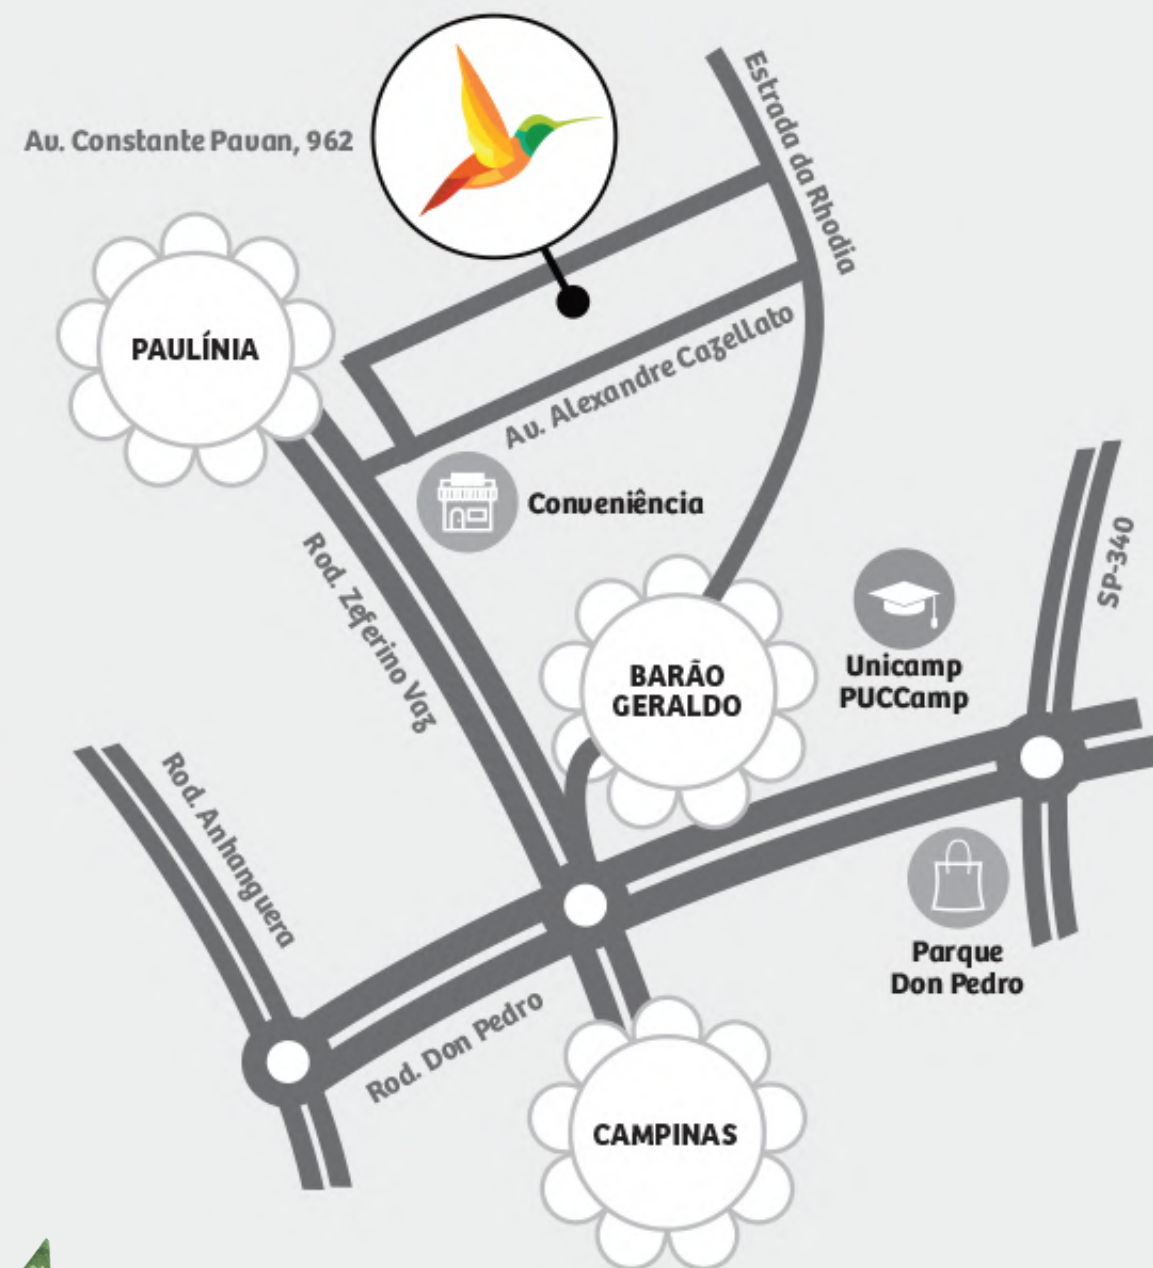 Av. Constante Pavan, 962
Estrada da Rhodia
PAULÍNIA
Av. Alexandre Cazellato
Conveniência
Rod. Zeferino Vaz
SP-340
BARÃO
GERALDO
Unicamp
PUCCamp
Rod. Anhanguera
Parque
Don Pedro
Rod. Don Pedro
CAMPINAS